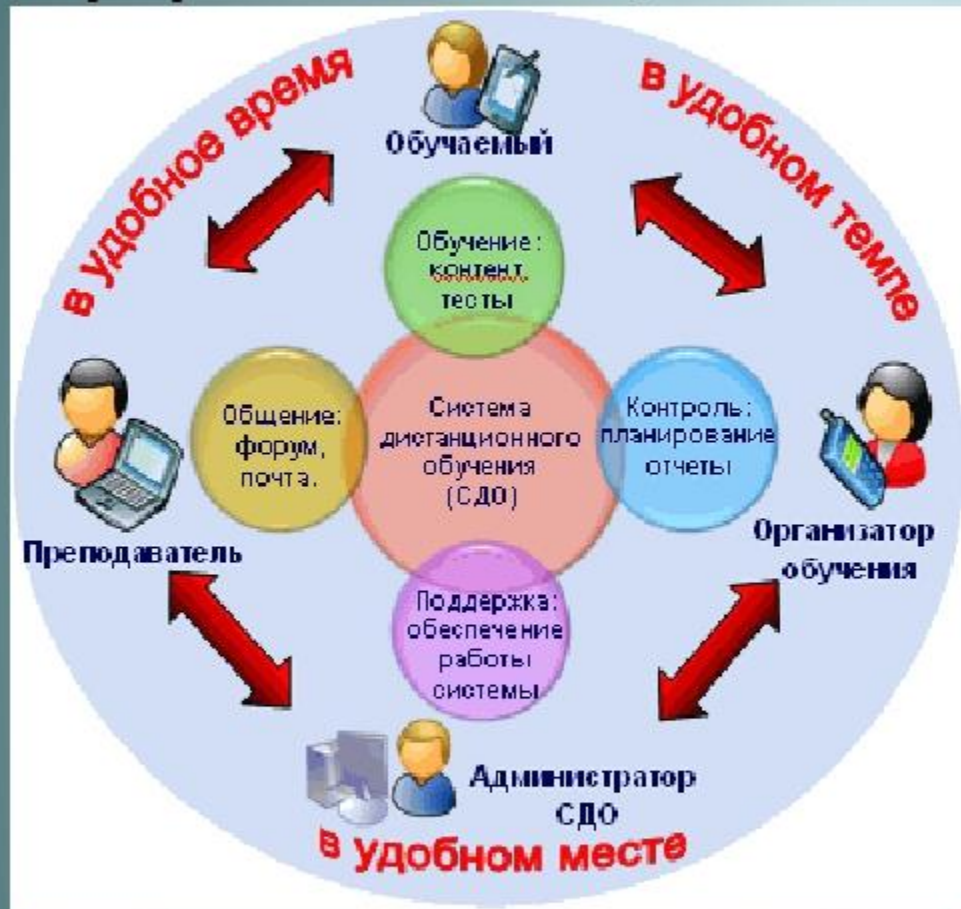 в удобное время
в удобном темпе
Обучаемый
Обучение:
контент,
тесты
Общение:
форум,
почта.
Система
дистанционного
обучения
(СДО)
Контроль:
планирование
отчеты
Преподаватель
Организатор
обучения
Поддержка:
обеспечение
работы
системы
Администратор
СДО
в удобном месте